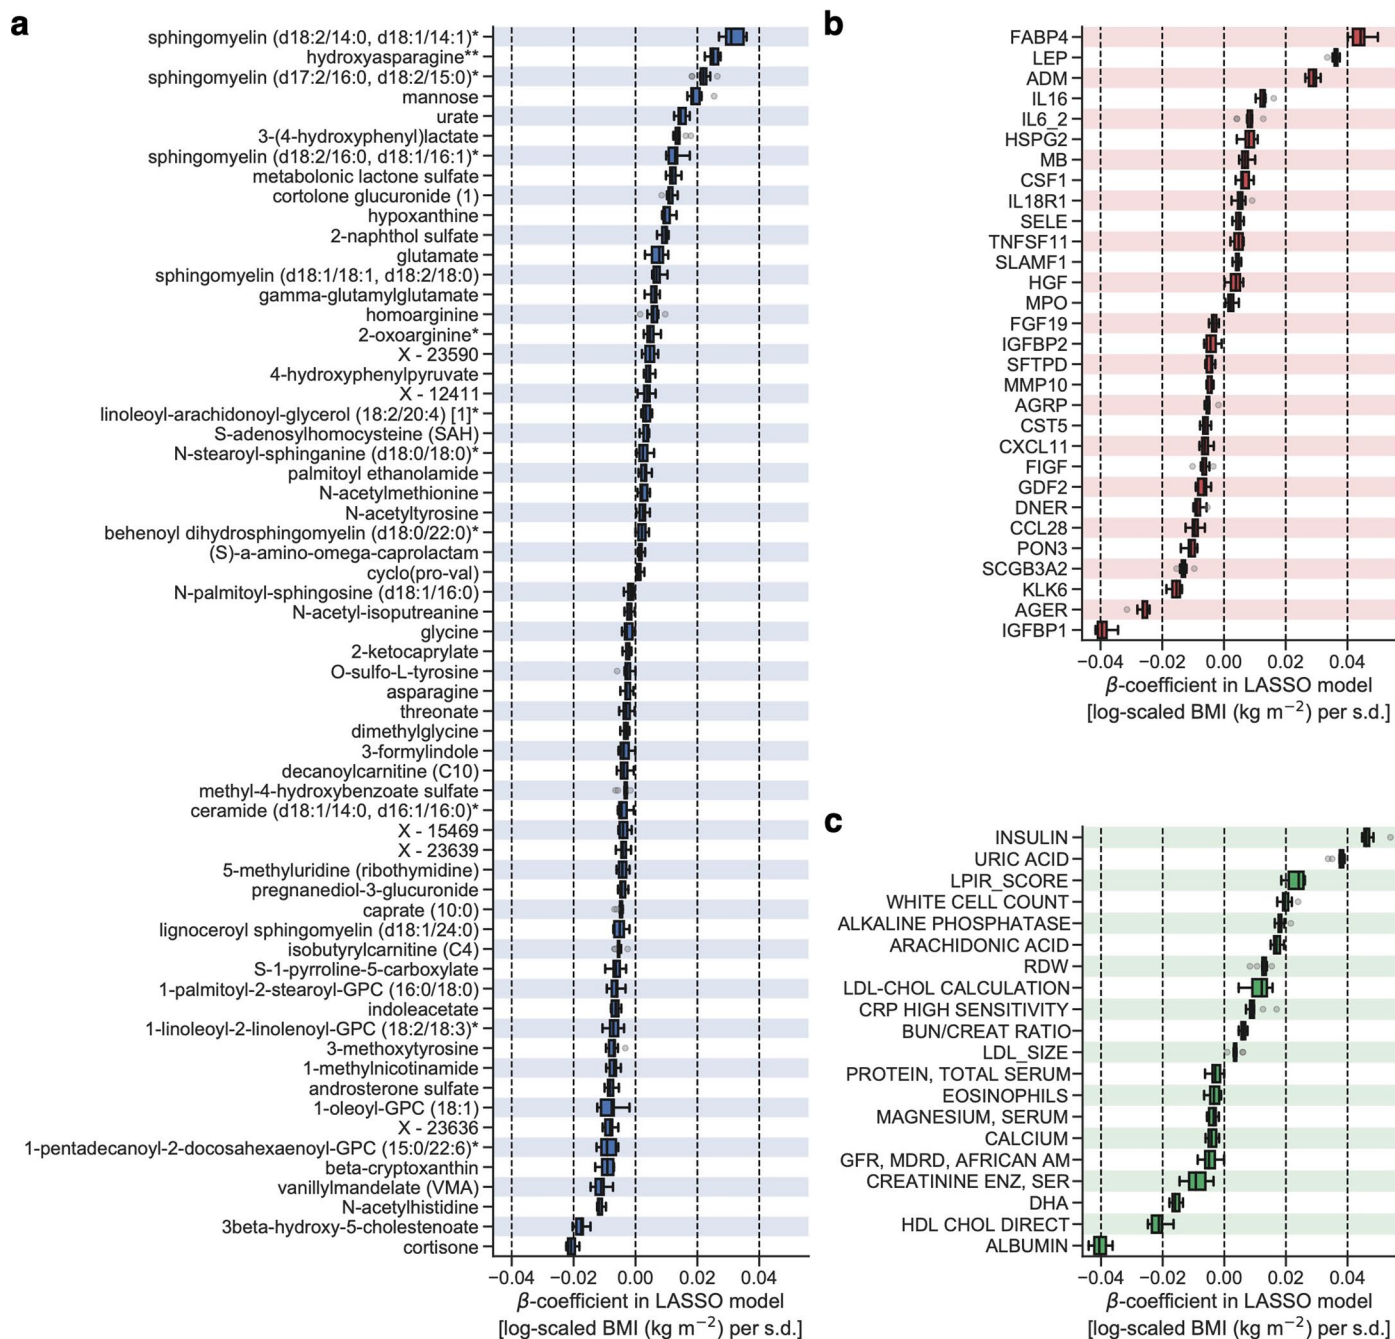 a
sphingomyelin (d18:2/14:0, d18:1/14:1)*
hydroxyasparagine**
sphingomyelin (d17:2/16:0, d18:2/15:0)*
mannose
urate
3-(4-hydroxyphenyl)lactate
sphingomyelin (d18:2/16:0, d18:1/16:1)*
metabolonic lactone sulfate
cortolone glucuronide (1)
hypoxanthine
2-naphthol sulfate
glutamate
sphingomyelin (d18:1/18:1, d18:2/18:0)
gamma-glutamylglutamate
homoarginine
2-oxoarginine*
X - 23590
4-hydroxyphenylpyruvate
X - 12411
linoleoyl-arachidonoyl-glycerol (18:2/20:4) [1]*
S-adenosylhomocysteine (SAH)
N-stearoyl-sphinganine (d18:0/18:0)*
palmitoyl ethanolamide
N-acetylmethionine
N-acetyltyrosine
behenoyl dihydrosphingomyelin (d18:0/22:0)*
(S)-a-amino-omega-caprolactam
cyclo(pro-val)
N-palmitoyl-sphingosine (d18:1/16:0)
N-acetyl-isoputreanine
glycine
2-ketocaprylate
O-sulfo-L-tyrosine
asparagine
threonate
dimethylglycine
3-formylindole
decanoylcarnitine (C10)
methyl-4-hydroxybenzoate sulfate
ceramide (d18:1/14:0, d16:1/16:0)*
X - 15469
X - 23639
5-methyluridine (ribothymidine)
pregnanediol-3-glucuronide
caprate (10:0)
lignoceroyl sphingomyelin (d18:1/24:0)
isobutyrylcarnitine (C4)
S-1-pyrroline-5-carboxylate
1-palmitoyl-2-stearoyl-GPC (16:0/18:0)
indoleacetate
1-linoleoyl-2-linolenoyl-GPC (18:2/18:3)*
3-methoxytyrosine
1-methylnicotinamide
androsterone sulfate
1-oleoyl-GPC (18:1)
X - 23636
1-pentadecanoyl-2-docosahexaenoyl-GPC (15:0/22:6)*
beta-cryptoxanthin
vanillylmandelate (VMA)
N-acetylhistidine
3beta-hydroxy-5-cholestenoate
cortisone
−0.04 −0.02 0.00 0.02 0.04
β-coefficient in LASSO model
[log-scaled BMI (kg m⁻²) per s.d.]
b
FABP4
LEP
ADM
IL16
IL6_2
HSPG2
MB
CSF1
IL18R1
SELE
TNFSF11
SLAMF1
HGF
MPO
FGF19
IGFBP2
SFTPD
MMP10
AGRP
CST5
CXCL11
FIGF
GDF2
DNER
CCL28
PON3
SCGB3A2
KLK6
AGER
IGFBP1
−0.04 −0.02 0.00 0.02 0.04
β-coefficient in LASSO model
[log-scaled BMI (kg m⁻²) per s.d.]
c
INSULIN
URIC ACID
LPIR_SCORE
WHITE CELL COUNT
ALKALINE PHOSPHATASE
ARACHIDONIC ACID
RDW
LDL-CHOL CALCULATION
CRP HIGH SENSITIVITY
BUN/CREAT RATIO
LDL_SIZE
PROTEIN, TOTAL SERUM
EOSINOPHILS
MAGNESIUM, SERUM
CALCIUM
GFR, MDRD, AFRICAN AM
CREATININE ENZ, SER
DHA
HDL CHOL DIRECT
ALBUMIN
−0.04 −0.02 0.00 0.02 0.04
β-coefficient in LASSO model
[log-scaled BMI (kg m⁻²) per s.d.]